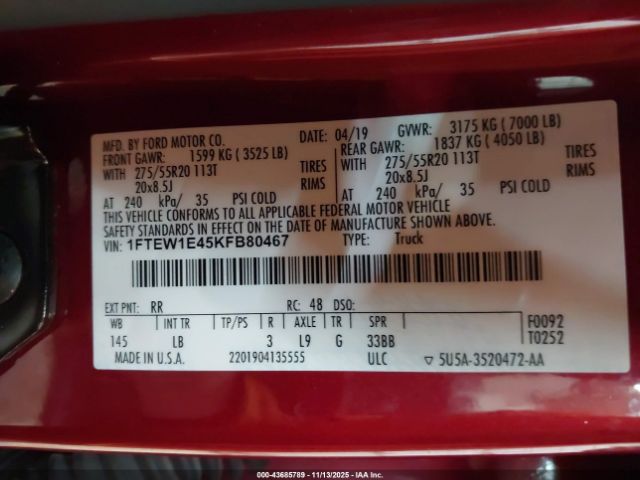 MFD. BY FORD MOTOR CO. DATE: 04/19 GVWR: 3175 KG ( 7000 LB)
FRONT GAWR: 1599 KG ( 3525 LB) REAR GAWR: 1837 KG ( 4050 LB)
WITH 275/55R20 113T TIRES WITH 275/55R20 113T TIRES
20x8.5J RIMS 20x8.5J RIMS
AT 240 kPa/ 35 PSI COLD AT 240 kPa/ 35 PSI COLD
THIS VEHICLE CONFORMS TO ALL APPLICABLE FEDERAL MOTOR VEHICLE
SAFETY STANDARDS IN EFFECT ON THE DATE OF MANUFACTURE SHOWN ABOVE.
VIN: 1FTEW1E45KFB80467 TYPE: Truck
EXT PNT: RR RC: 48 DSO:
WB INT TR TP/PS R AXLE TR SPR F0092
145 LB 3 L9 G 33BB T0252
MADE IN U.S.A. 2201904135555 ULC ▽ 5U5A-3520472-AA
000-43685789 - 11/13/2025 - IAA Inc.